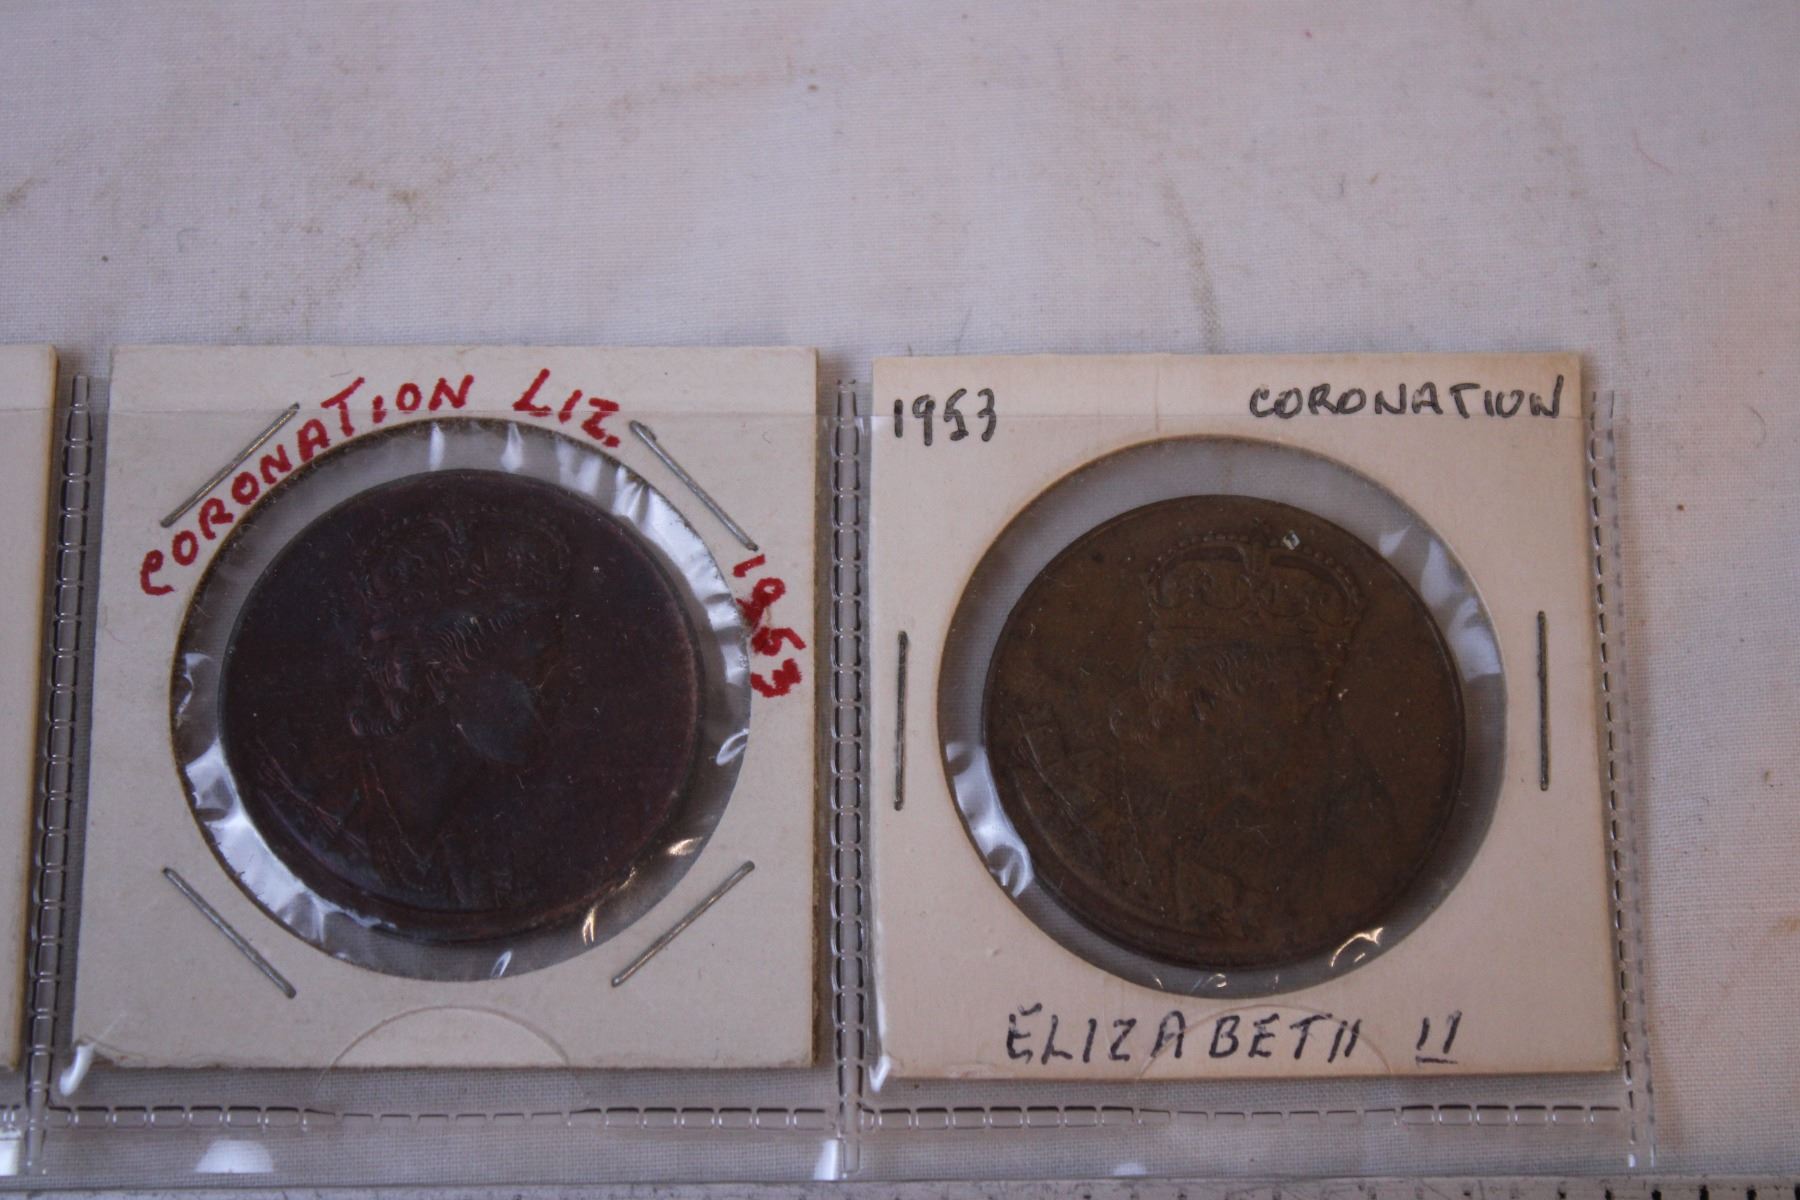 CORONATION LIZ.
1953
1953 CORONATION
ELIZABETH II